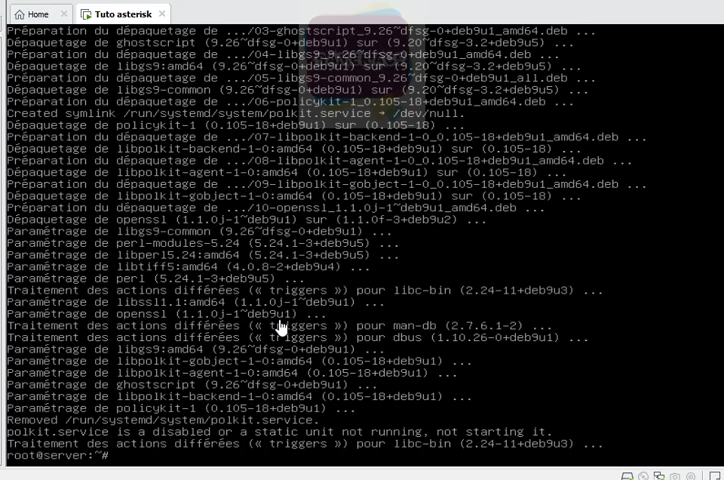 Home
Tuto asterisk
Préparation du dépaquetage de .../03-ghostscript_9.26~dfsg-0+deb9u1_amd64.deb ...
Dépaquetage de ghostscript (9.26~dfsg-0+deb9u1) sur (9.20~dfsg-3.2+deb9u5) ...
Préparation du dépaquetage de .../04-libgs9_9.26~dfsg-0+deb9u1_amd64.deb ...
Dépaquetage de libgs9:amd64 (9.26~dfsg-0+deb9u1) sur (9.20~dfsg-3.2+deb9u5) ...
Préparation du dépaquetage de .../05-libgs9-common_9.26~dfsg-0+deb9u1_all.deb ...
Dépaquetage de libgs9-common (9.26~dfsg-0+deb9u1) sur (9.20~dfsg-3.2+deb9u5) ...
Préparation du dépaquetage de .../06-policykit-1_0.105-18+deb9u1_amd64.deb ...
Created symlink /run/systemd/system/polkit.service → /dev/null.
Dépaquetage de policykit-1 (0.105-18+deb9u1) sur (0.105-18) ...
Préparation du dépaquetage de .../07-libpolkit-backend-1-0_0.105-18+deb9u1_amd64.deb ...
Dépaquetage de libpolkit-backend-1-0:amd64 (0.105-18+deb9u1) sur (0.105-18) ...
Préparation du dépaquetage de .../08-libpolkit-agent-1-0_0.105-18+deb9u1_amd64.deb ...
Dépaquetage de libpolkit-agent-1-0:amd64 (0.105-18+deb9u1) sur (0.105-18) ...
Préparation du dépaquetage de .../09-libpolkit-gobject-1-0_0.105-18+deb9u1_amd64.deb ...
Dépaquetage de libpolkit-gobject-1-0:amd64 (0.105-18+deb9u1) sur (0.105-18) ...
Préparation du dépaquetage de .../10-openssl_1.1.0j-1~deb9u1_amd64.deb ...
Dépaquetage de openssl (1.1.0j-1~deb9u1) sur (1.1.0f-3+deb9u2) ...
Paramétrage de libgs9-common (9.26~dfsg-0+deb9u1) ...
Paramétrage de perl-modules-5.24 (5.24.1-3+deb9u5) ...
Paramétrage de libperl5.24:amd64 (5.24.1-3+deb9u5) ...
Paramétrage de libtiff5:amd64 (4.0.8-2+deb9u4) ...
Paramétrage de perl (5.24.1-3+deb9u5) ...
Traitement des actions différées (« triggers ») pour libc-bin (2.24-11+deb9u3) ...
Paramétrage de libssl1.1:amd64 (1.1.0j-1~deb9u1) ...
Paramétrage de openssl (1.1.0j-1~deb9u1) ...
Traitement des actions différées (« triggers ») pour man-db (2.7.6.1-2) ...
Traitement des actions différées (« triggers ») pour dbus (1.10.26-0+deb9u1) ...
Paramétrage de libgs9:amd64 (9.26~dfsg-0+deb9u1) ...
Paramétrage de libpolkit-gobject-1-0:amd64 (0.105-18+deb9u1) ...
Paramétrage de libpolkit-agent-1-0:amd64 (0.105-18+deb9u1) ...
Paramétrage de ghostscript (9.26~dfsg-0+deb9u1) ...
Paramétrage de libpolkit-backend-1-0:amd64 (0.105-18+deb9u1) ...
Paramétrage de policykit-1 (0.105-18+deb9u1) ...
Removed /run/systemd/system/polkit.service.
polkit.service is a disabled or a static unit not running, not starting it.
Traitement des actions différées (« triggers ») pour libc-bin (2.24-11+deb9u3) ...
root@server:~#